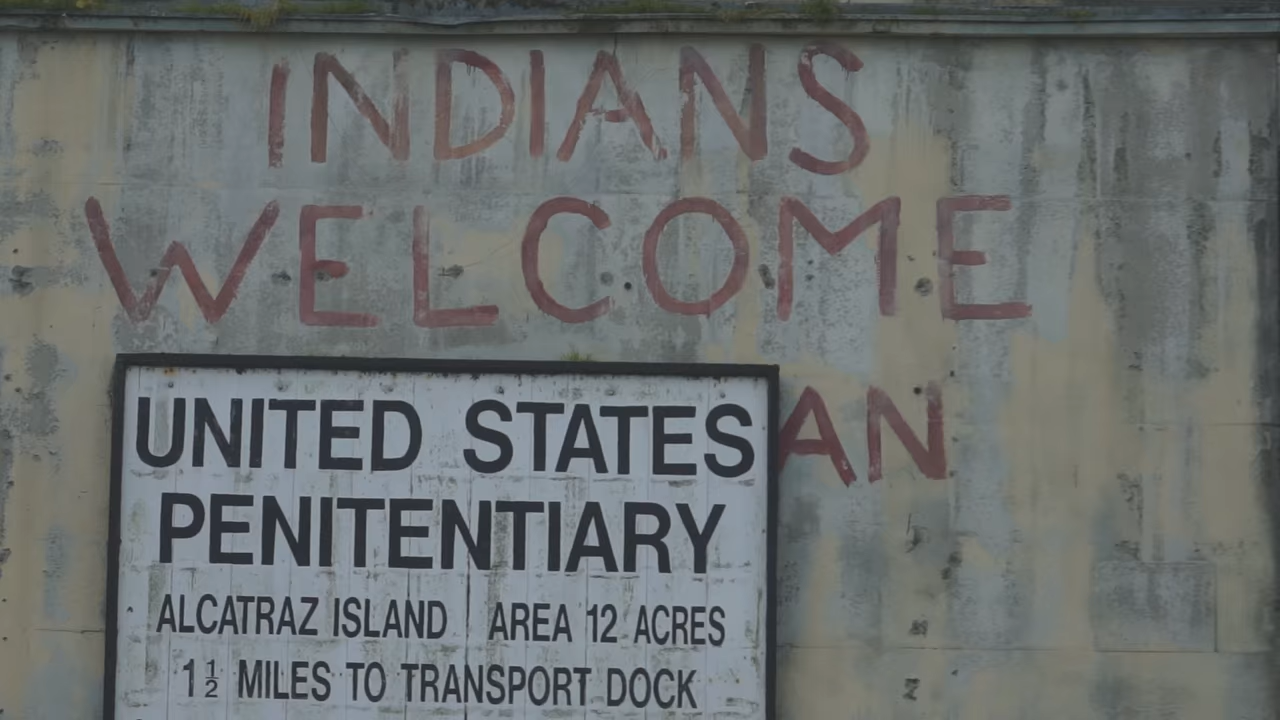 INDIANS
WELCOME
AN
UNITED STATES
PENITENTIARY
ALCATRAZ ISLAND AREA 12 ACRES
1½ MILES TO TRANSPORT DOCK